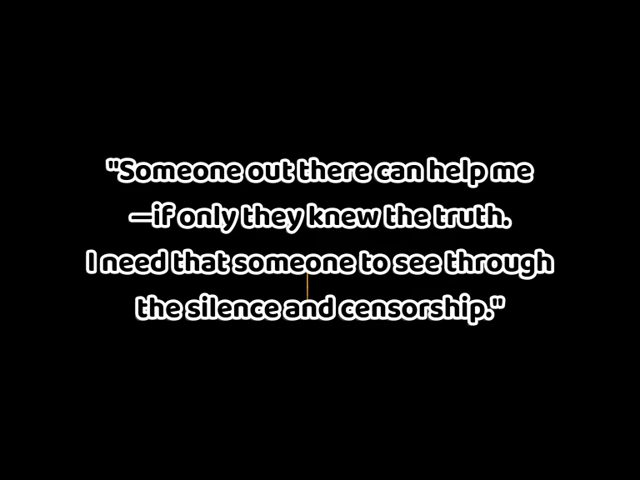 "Someone out there can help me
—if only they knew the truth.
I need that someone to see through
the silence and censorship."